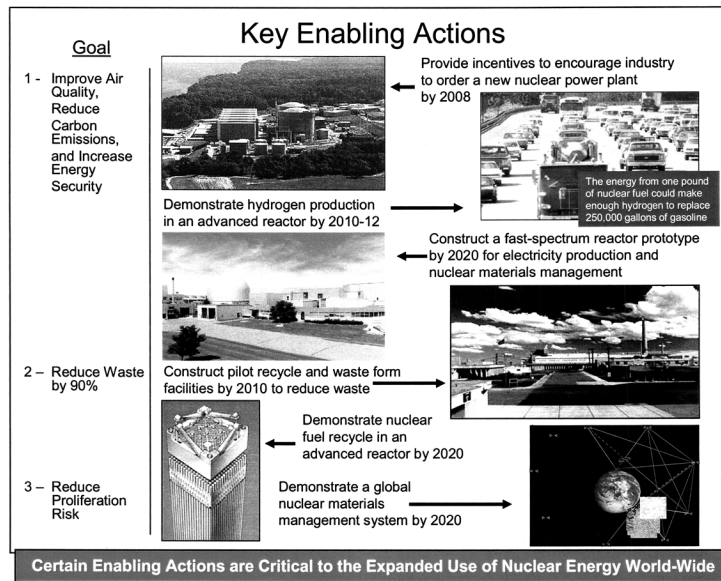 Key Enabling Actions
Goal
1 - Improve Air
Quality,
Reduce
Carbon
Emissions,
and Increase
Energy
Security
Provide incentives to encourage industry
to order a new nuclear power plant
by 2008
Demonstrate hydrogen production
in an advanced reactor by 2010-12
The energy from one pound
of nuclear fuel could make
enough hydrogen to replace
250,000 gallons of gasoline
Construct a fast-spectrum reactor prototype
by 2020 for electricity production and
nuclear materials management
2 – Reduce Waste
by 90%
Construct pilot recycle and waste form
facilities by 2010 to reduce waste
Demonstrate nuclear
fuel recycle in an
advanced reactor by 2020
3 – Reduce
Proliferation
Risk
Demonstrate a global
nuclear materials
management system by 2020
Certain Enabling Actions are Critical to the Expanded Use of Nuclear Energy World-Wide